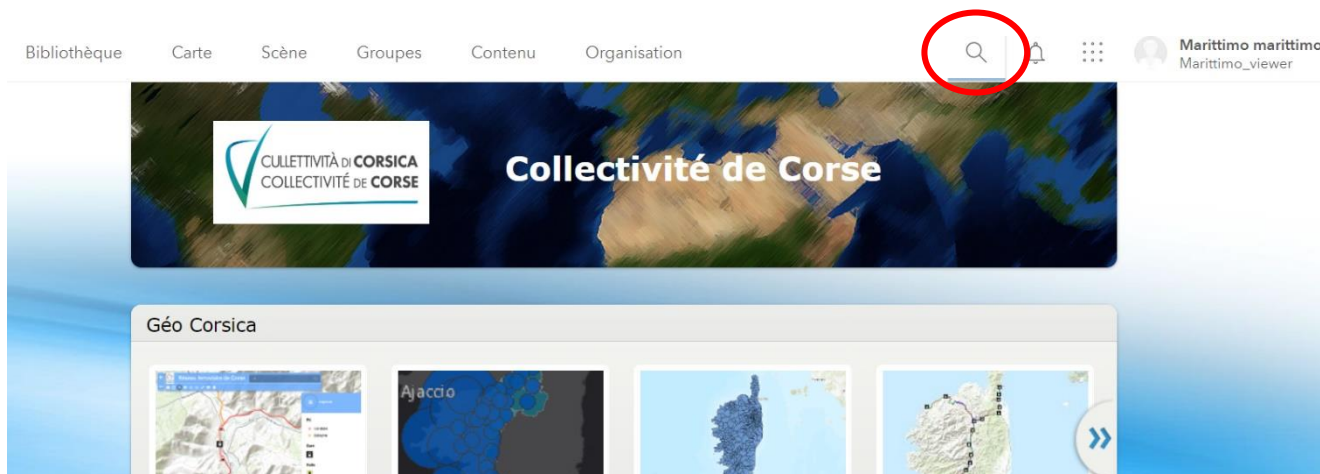 Bibliothèque Carte Scène Groupes Contenu Organisation
Marittimo marittimo
Marittimo_viewer
CULLETTIVITÀ DI CORSICA
COLLECTIVITÉ DE CORSE
Collectivité de Corse
Géo Corsica
Ajaccio